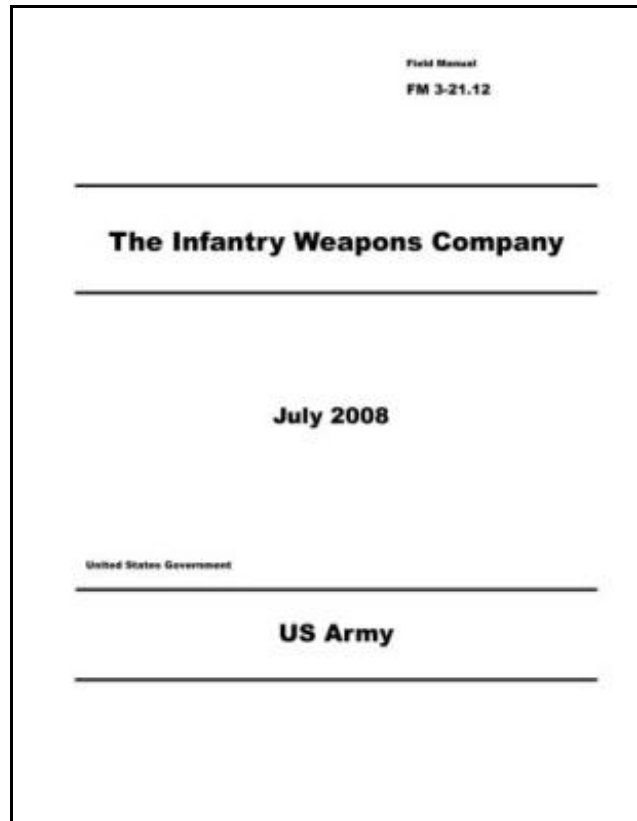 Field Manual
FM 3-21.12
The Infantry Weapons Company
July 2008
United States Government
US Army